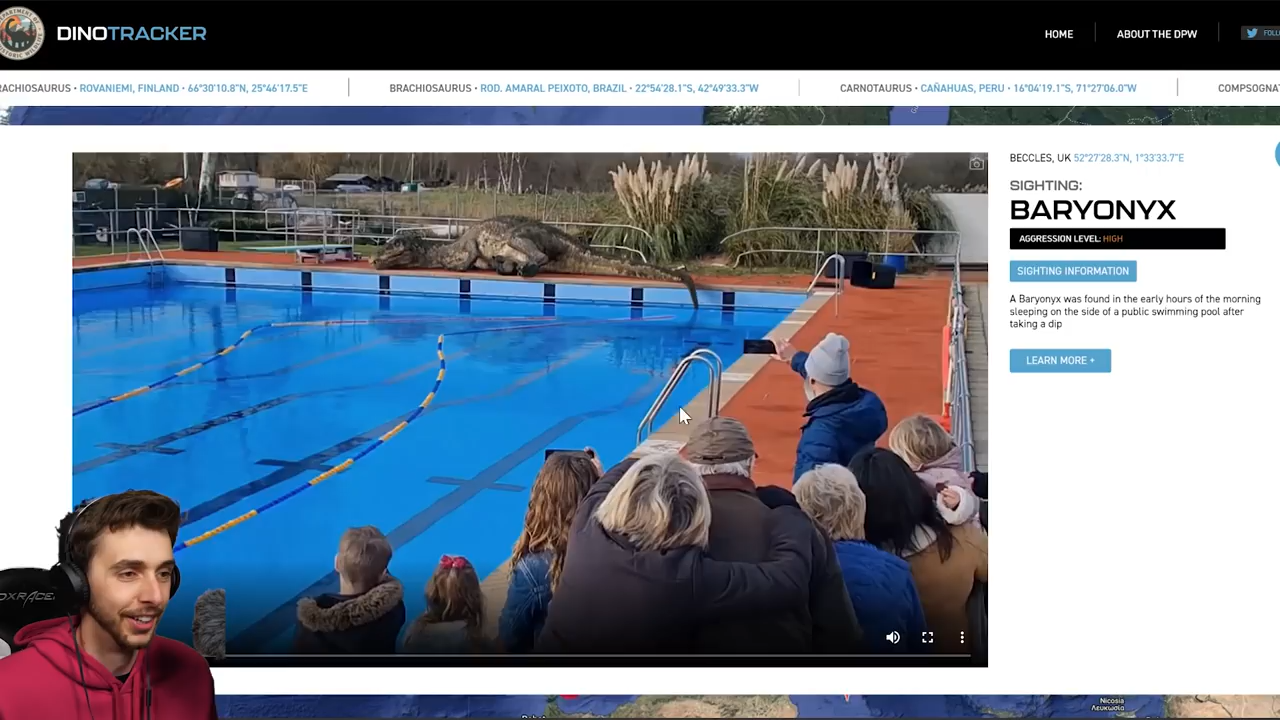 DINOTRACKER
HOME
ABOUT THE DPW
FOLL
RACHIOSAURUS • ROVANIEMI, FINLAND • 66°30'10.8"N, 25°46'17.5"E
BRACHIOSAURUS • ROD. AMARAL PEIXOTO, BRAZIL • 22°54'28.1"S, 42°49'33.3"W
CARNOTAURUS • CAÑAHUAS, PERU • 16°04'19.1"S, 71°27'06.0"W
COMPSOGNAT
BECCLES, UK 52°27'28.3"N, 1°33'33.7"E
SIGHTING:
BARYONYX
AGGRESSION LEVEL: HIGH
SIGHTING INFORMATION
A Baryonyx was found in the early hours of the morning
sleeping on the side of a public swimming pool after
taking a dip
LEARN MORE +
Nicosia
Λευκωσία